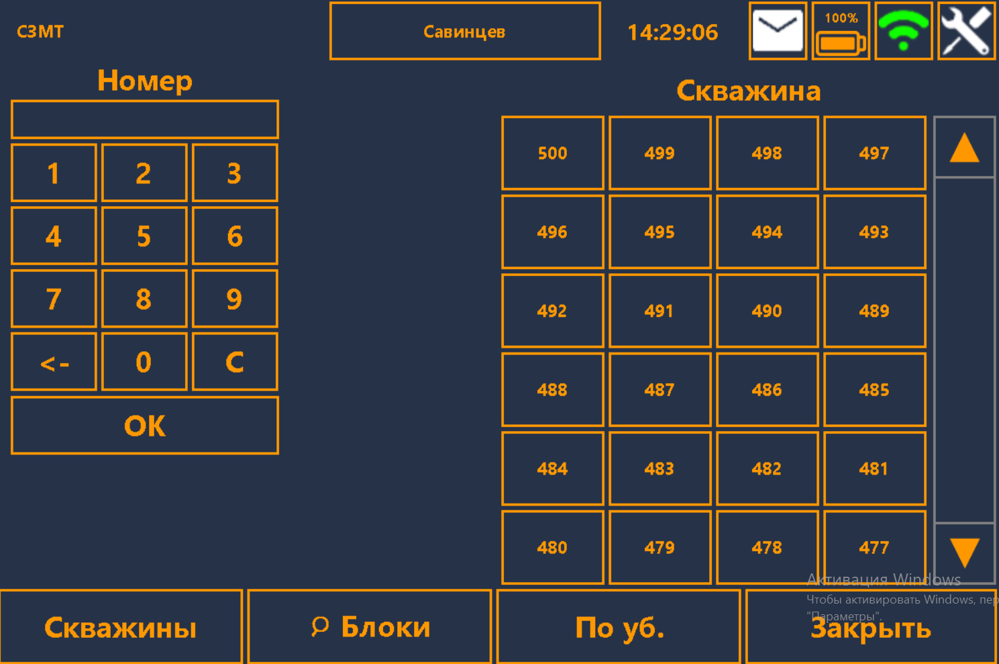 СЗМТ
Савинцев
14:29:06
100%
Номер
1 2 3
4 5 6
7 8 9
<- 0 C
ОК
Скважина
500 499 498 497
496 495 494 493
492 491 490 489
488 487 486 485
484 483 482 481
480 479 478 477
Активация Windows
Чтобы активировать Windows, пер
"Параметры".
Скважины
Блоки
По уб.
Закрыть